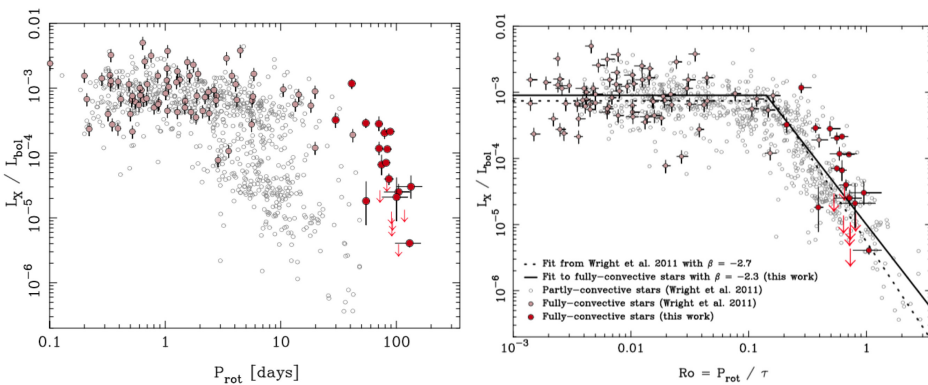 0.01
10⁻³
10⁻⁴
10⁻⁵
10⁻⁶
L_X / L_bol
0.1
1
10
100
P_rot [days]
0.01
10⁻³
10⁻⁴
10⁻⁵
10⁻⁶
L_X / L_bol
Fit from Wright et al. 2011 with β = −2.7
Fit to fully−convective stars with β = −2.3 (this work)
Partly−convective stars (Wright et al. 2011)
Fully−convective stars (Wright et al. 2011)
Fully−convective stars (this work)
10⁻³
0.01
0.1
1
Ro = P_rot / τ